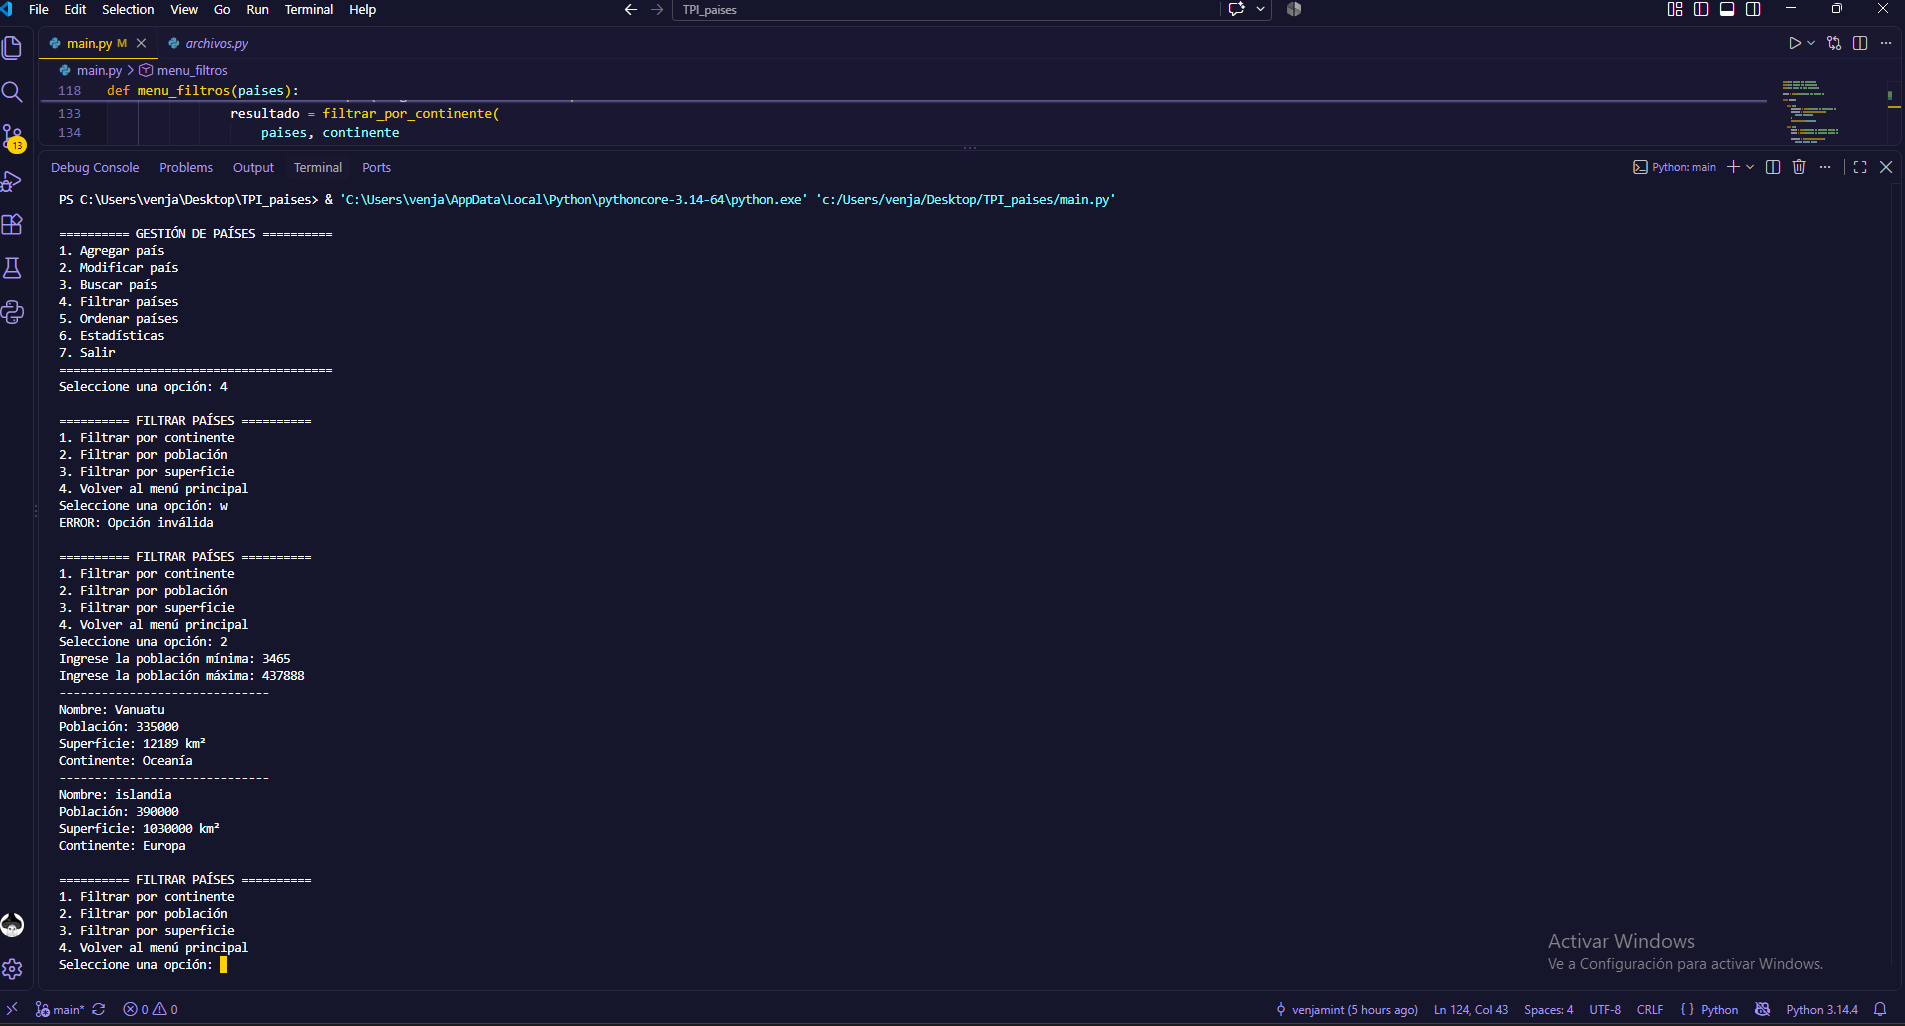 File Edit Selection View Go Run Terminal Help
TPI_paises
main.py M
archivos.py
main.py > menu_filtros
118 def menu_filtros(paises):
133 resultado = filtrar_por_continente(
134 paises, continente
13
Debug Console Problems Output Terminal Ports
Python: main
PS C:\Users\venja\Desktop\TPI_paises> & 'C:\Users\venja\AppData\Local\Python\pythoncore-3.14-64\python.exe' 'c:/Users/venja/Desktop/TPI_paises/main.py'
========== GESTIÓN DE PAÍSES ==========
1. Agregar país
2. Modificar país
3. Buscar país
4. Filtrar países
5. Ordenar países
6. Estadísticas
7. Salir
=======================================
Seleccione una opción: 4
========== FILTRAR PAÍSES ==========
1. Filtrar por continente
2. Filtrar por población
3. Filtrar por superficie
4. Volver al menú principal
Seleccione una opción: w
ERROR: Opción inválida
========== FILTRAR PAÍSES ==========
1. Filtrar por continente
2. Filtrar por población
3. Filtrar por superficie
4. Volver al menú principal
Seleccione una opción: 2
Ingrese la población mínima: 3465
Ingrese la población máxima: 437888
------------------------------
Nombre: Vanuatu
Población: 335000
Superficie: 12189 km²
Continente: Oceanía
------------------------------
Nombre: islandia
Población: 390000
Superficie: 1030000 km²
Continente: Europa
========== FILTRAR PAÍSES ==========
1. Filtrar por continente
2. Filtrar por población
3. Filtrar por superficie
4. Volver al menú principal
Seleccione una opción:
Activar Windows
Ve a Configuración para activar Windows.
main* 0 0 venjamint (5 hours ago) Ln 124, Col 43 Spaces: 4 UTF-8 CRLF { } Python Python 3.14.4